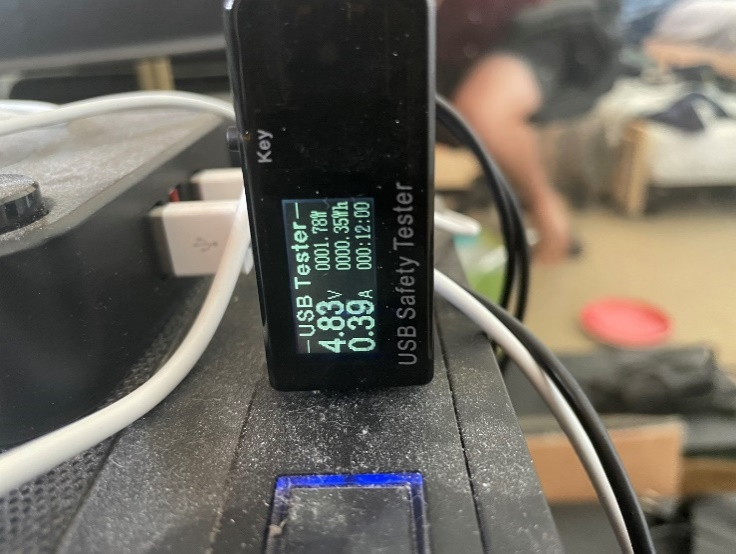 Key
—USB Tester—
4.83V 0001.78W
0.39A 0000.35Wh
000:12:00
USB Safety Tester